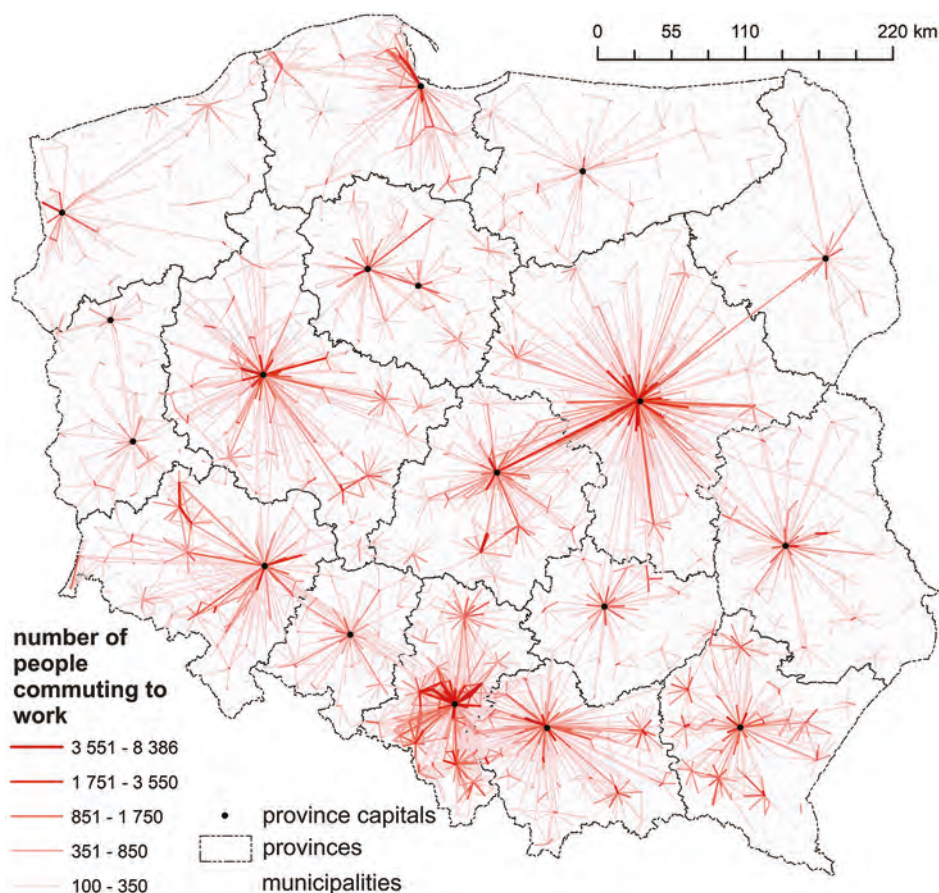 0 55 110 220 km
number of
people
commuting to
work
3 551 - 8 386
1 751 - 3 550
851 - 1 750
351 - 850
100 - 350
province capitals
provinces
municipalities